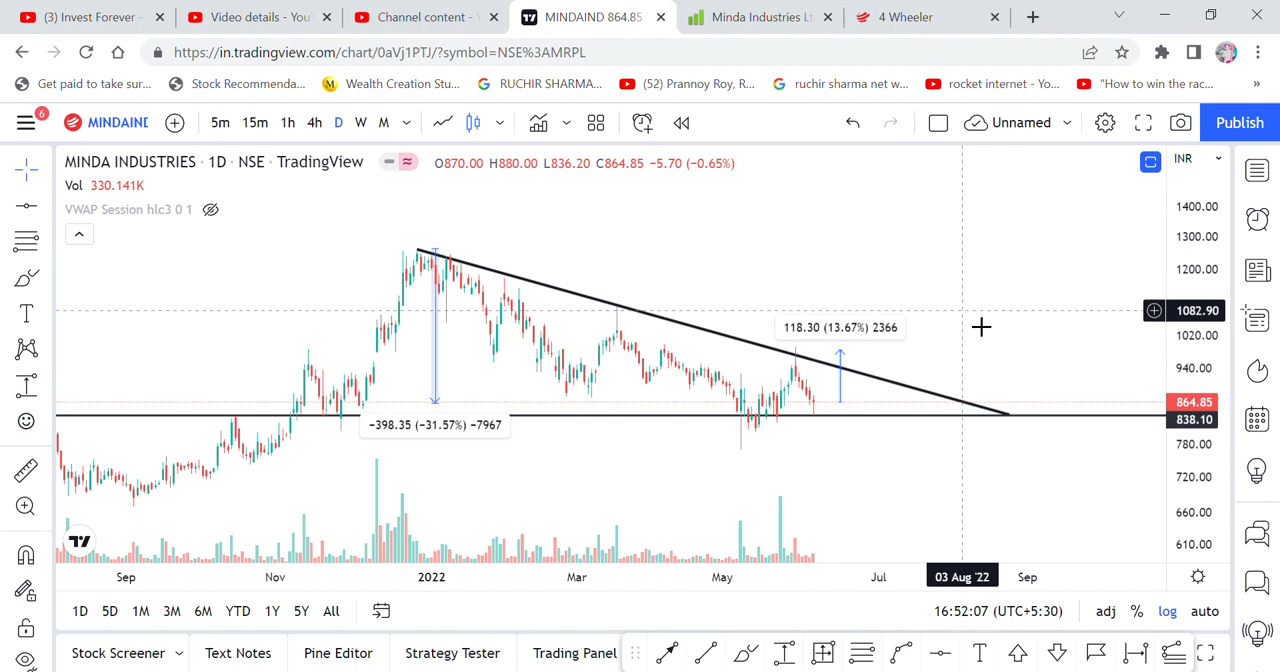 (3) Invest Forever -
Video details - You
Channel content -
MINDAIND 864.85
Minda Industries Lt
4 Wheeler
https://in.tradingview.com/chart/0aVj1PTJ/?symbol=NSE%3AMRPL
Get paid to take sur...
Stock Recommenda...
Wealth Creation Stu...
RUCHIR SHARMA...
(52) Prannoy Roy, R...
ruchir sharma net w...
rocket internet - Yo...
"How to win the rac...
»
6
MINDAIND
5m 15m 1h 4h D W M
Unnamed
Publish
MINDA INDUSTRIES · 1D · NSE · TradingView
O870.00 H880.00 L836.20 C864.85 −5.70 (−0.65%)
INR
Vol 330.141K
VWAP Session hlc3 0 1
1400.00
1300.00
1200.00
1082.90
1020.00
940.00
864.85
838.10
780.00
720.00
660.00
610.00
118.30 (13.67%) 2366
−398.35 (−31.57%) −7967
Sep Nov 2022 Mar May Jul 03 Aug '22 Sep
1D 5D 1M 3M 6M YTD 1Y 5Y All
16:52:07 (UTC+5:30)
adj % log auto
Stock Screener Text Notes Pine Editor Strategy Tester Trading Panel